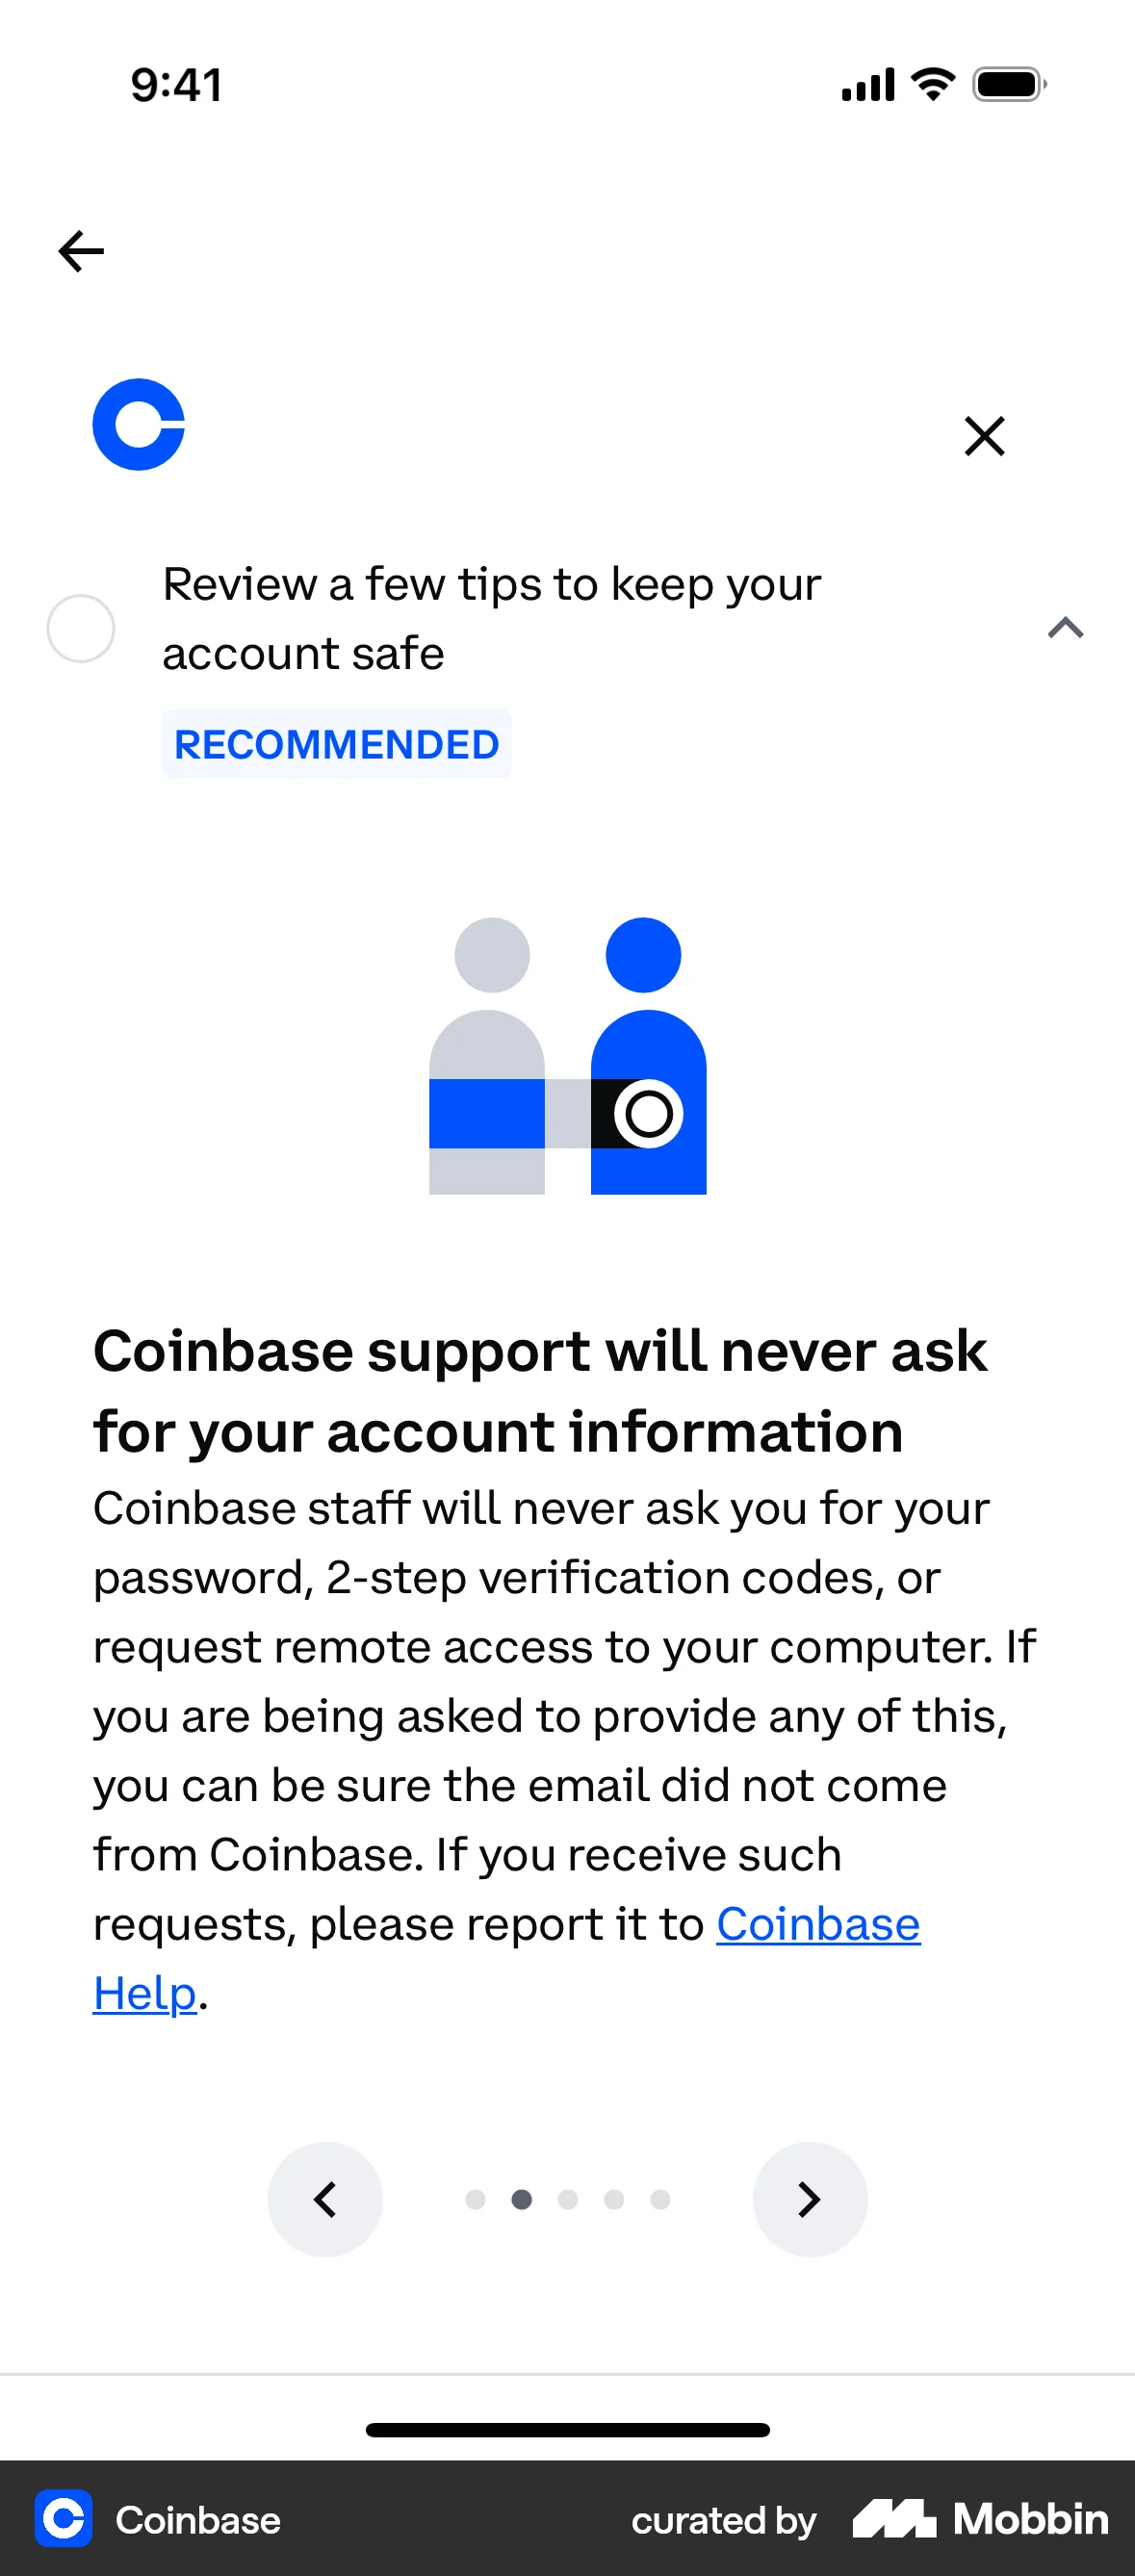 9:41
Review a few tips to keep your
account safe
RECOMMENDED
Coinbase support will never ask
for your account information
Coinbase staff will never ask you for your
password, 2-step verification codes, or
request remote access to your computer. If
you are being asked to provide any of this,
you can be sure the email did not come
from Coinbase. If you receive such
requests, please report it to Coinbase
Help.
Coinbase
curated by Mobbin